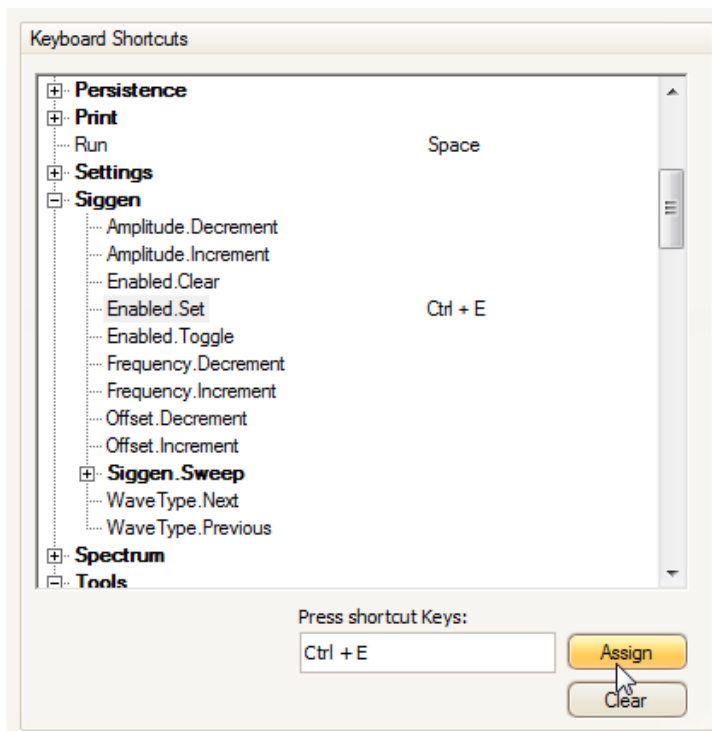 Keyboard Shortcuts
Persistence
Print
Run Space
Settings
Siggen
Amplitude.Decrement
Amplitude.Increment
Enabled.Clear
Enabled.Set Ctrl + E
Enabled.Toggle
Frequency.Decrement
Frequency.Increment
Offset.Decrement
Offset.Increment
Siggen.Sweep
WaveType.Next
WaveType.Previous
Spectrum
Tools
Press shortcut Keys:
Ctrl + E Assign
Clear